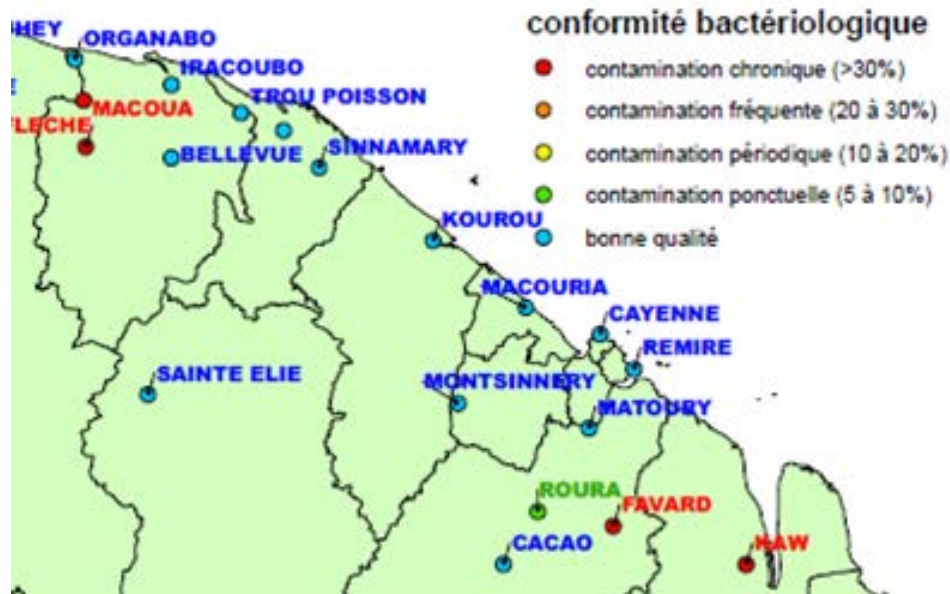 conformité bactériologique
contamination chronique (>30%)
contamination fréquente (20 à 30%)
contamination périodique (10 à 20%)
contamination ponctuelle (5 à 10%)
bonne qualité
HEY
ORGANABO
IRACOUBO
TROU POISSON
MACOUA
FLECHE
BELLEVUE
SINNAMARY
KOUROU
MACOURIA
CAYENNE
REMIRE
SAINTE ELIE
MONTSINNERY
MATOURY
ROURA
FAVARD
CACAO
KAW